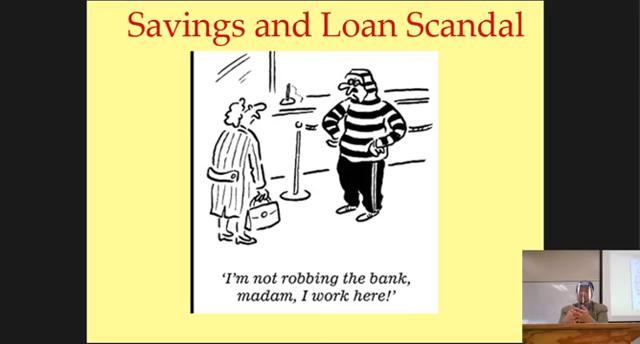 Savings and Loan Scandal
‘I’m not robbing the bank,
madam, I work here!’